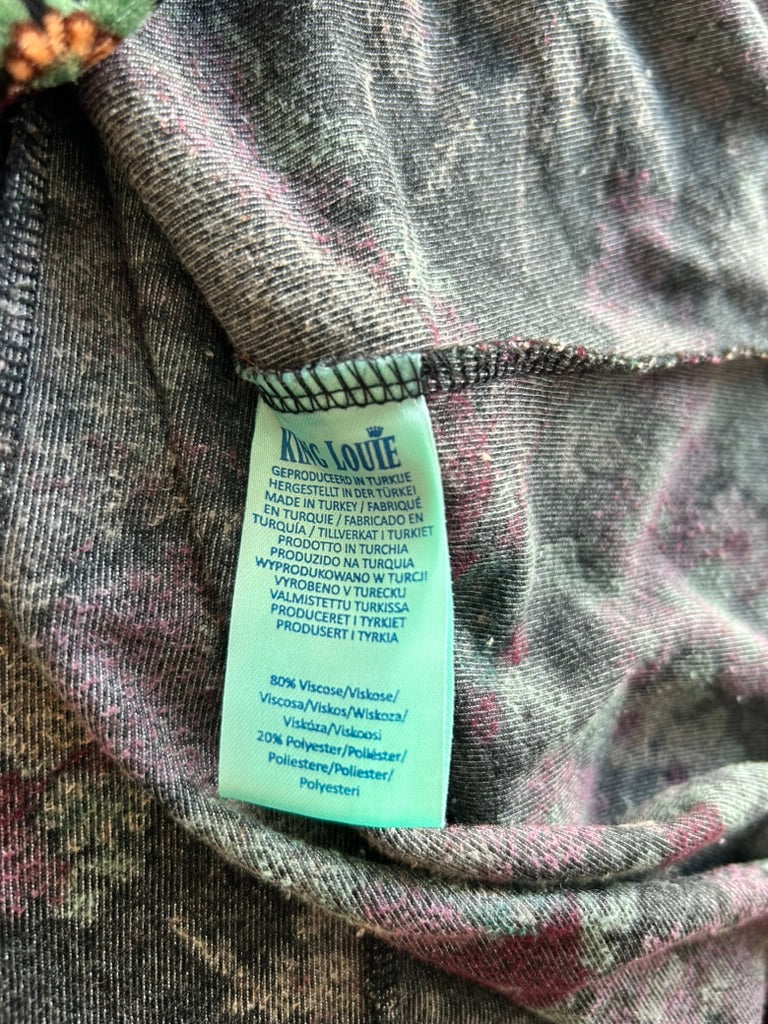 KING LOUIE
GEPRODUCEERD IN TURKIJE
HERGESTELLT IN DER TÜRKEI
MADE IN TURKEY / FABRIQUÉ
EN TURQUIE / FABRICADO EN
TURQUÍA / TILLVERKAT I TURKIET
PRODOTTO IN TURCHIA
PRODUZIDO NA TURQUIA
WYPRODUKOWANO W TURCJI
VYROBENO V TURECKU
VALMISTETTU TURKISSA
PRODUCERET I TYRKIET
PRODUSERT I TYRKIA
80% Viscose/Viskose/
Viscosa/Viskos/Wiskoza/
Viskóza/Viskoosi
20% Polyester/Poliéster/
Poliestere/Poliester/
Polyesteri